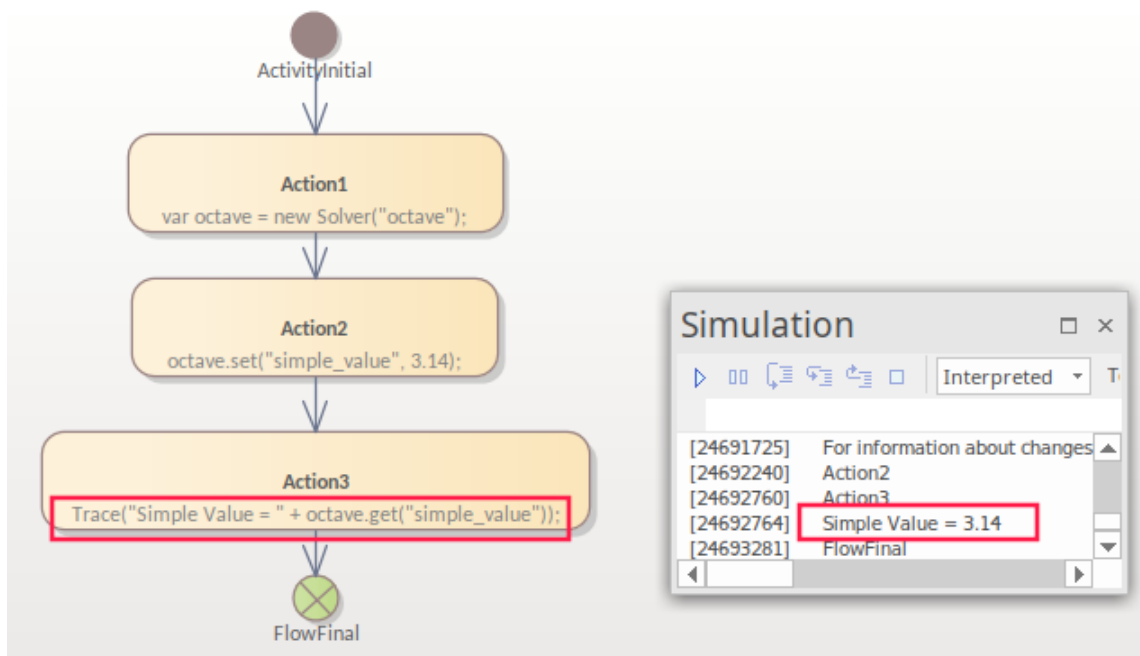 ActivityInitial
Action1
var octave = new Solver("octave");
Action2
octave.set("simple_value", 3.14);
Action3
Trace("Simple Value = " + octave.get("simple_value"));
FlowFinal
Simulation
Interpreted
[24691725] For information about changes
[24692240] Action2
[24692760] Action3
[24692764] Simple Value = 3.14
[24693281] FlowFinal